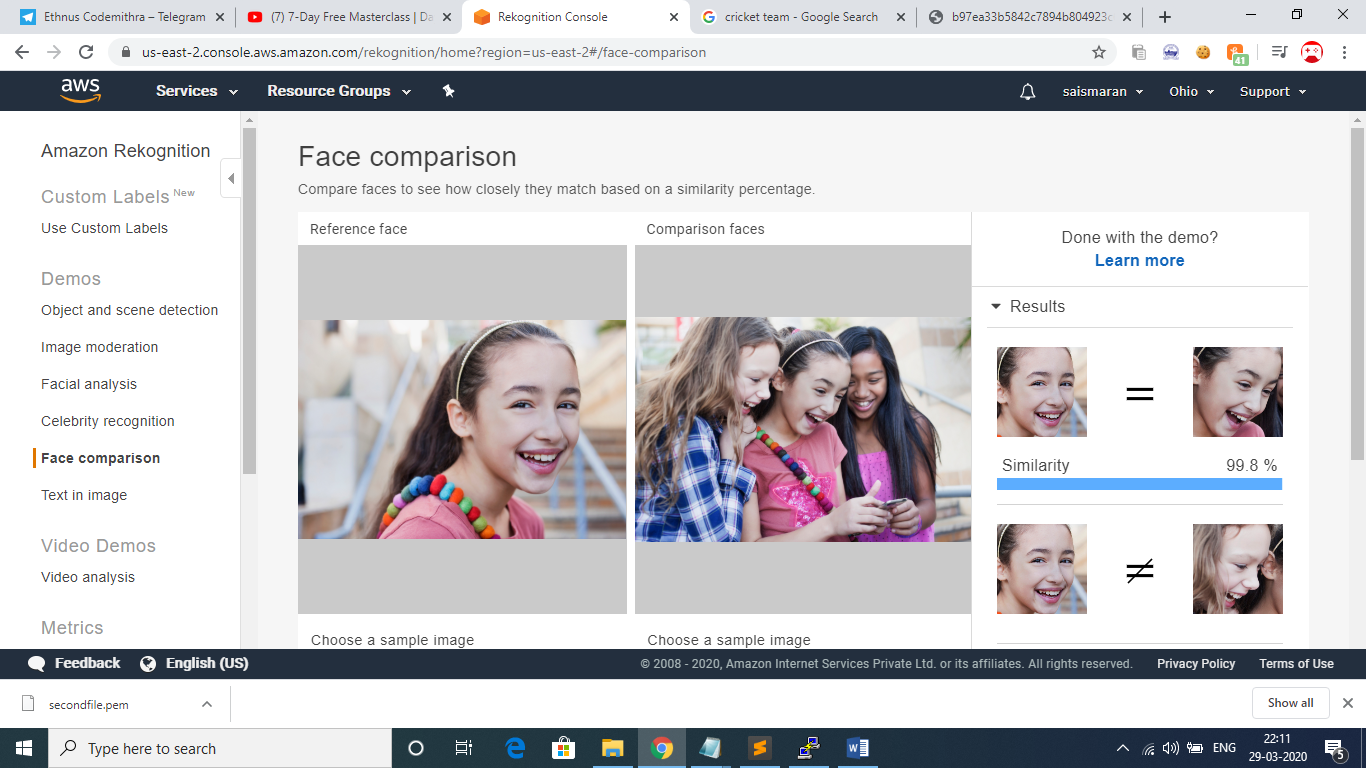 Ethnus Codemithra – Telegram
(7) 7-Day Free Masterclass | Da
Rekognition Console
cricket team - Google Search
b97ea33b5842c7894b804923c
us-east-2.console.aws.amazon.com/rekognition/home?region=us-east-2#/face-comparison
41
aws
Services
Resource Groups
saismaran
Ohio
Support
Amazon Rekognition
Custom Labels New
Use Custom Labels
Demos
Object and scene detection
Image moderation
Facial analysis
Celebrity recognition
Face comparison
Text in image
Video Demos
Video analysis
Metrics
Face comparison
Compare faces to see how closely they match based on a similarity percentage.
Reference face
Comparison faces
Choose a sample image
Choose a sample image
Done with the demo?
Learn more
Results
=
Similarity 99.8 %
≠
Feedback
English (US)
© 2008 - 2020, Amazon Internet Services Private Ltd. or its affiliates. All rights reserved.
Privacy Policy
Terms of Use
secondfile.pem
Show all
Type here to search
ENG
22:11
29-03-2020
5